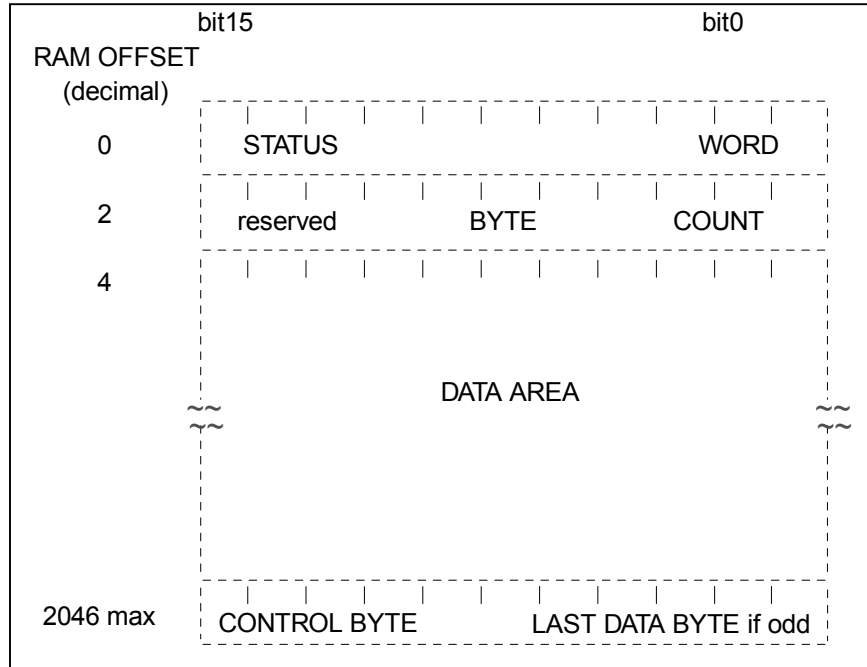 bit15 bit0
RAM OFFSET
(decimal)
0 STATUS WORD
2 reserved BYTE COUNT
4
DATA AREA
2046 max CONTROL BYTE LAST DATA BYTE if odd